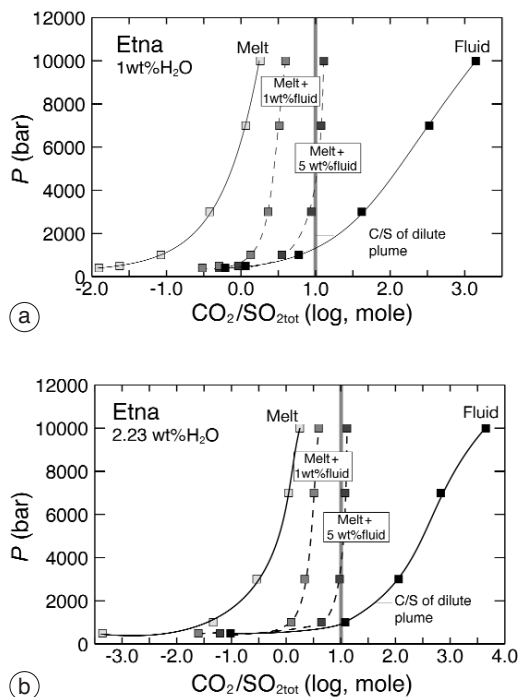 12000
10000
8000
6000
4000
2000
0
P (bar)
Etna
1wt%H2O
Melt
Fluid
Melt+
1wt%fluid
Melt+
5 wt%fluid
C/S of dilute
plume
-2.0 -1.0 0.0 1.0 2.0 3.0
CO2/SO2tot (log, mole)
a
12000
10000
8000
6000
4000
2000
0
P (bar)
Etna
2.23 wt%H2O
Melt
Fluid
Melt+
1wt%fluid
Melt+
5 wt%fluid
C/S of dilute
plume
-3.0 -2.0 -1.0 0.0 1.0 2.0 3.0 4.0
CO2/SO2tot (log, mole)
b